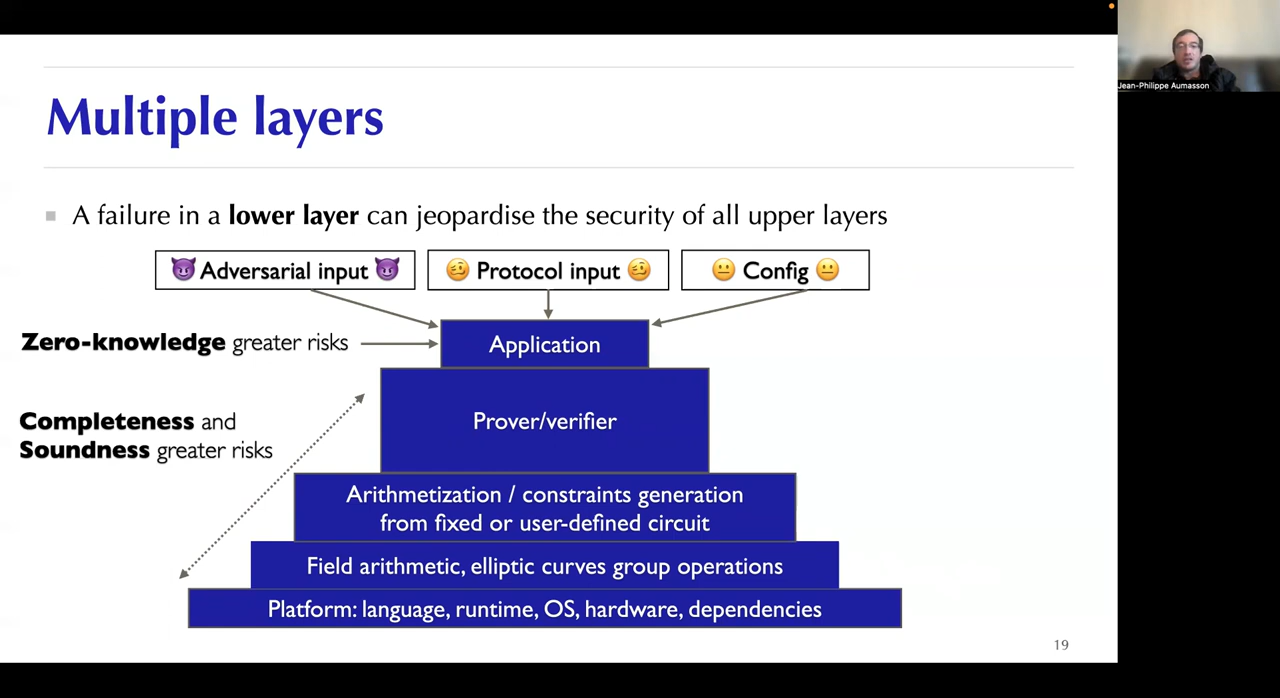 Multiple layers
A failure in a lower layer can jeopardise the security of all upper layers
😈 Adversarial input 😈
🥴 Protocol input 🥴
😐 Config 😐
Zero-knowledge greater risks
Application
Completeness and
Soundness greater risks
Prover/verifier
Arithmetization / constraints generation
from fixed or user-defined circuit
Field arithmetic, elliptic curves group operations
Platform: language, runtime, OS, hardware, dependencies
19
Jean-Philippe Aumasson